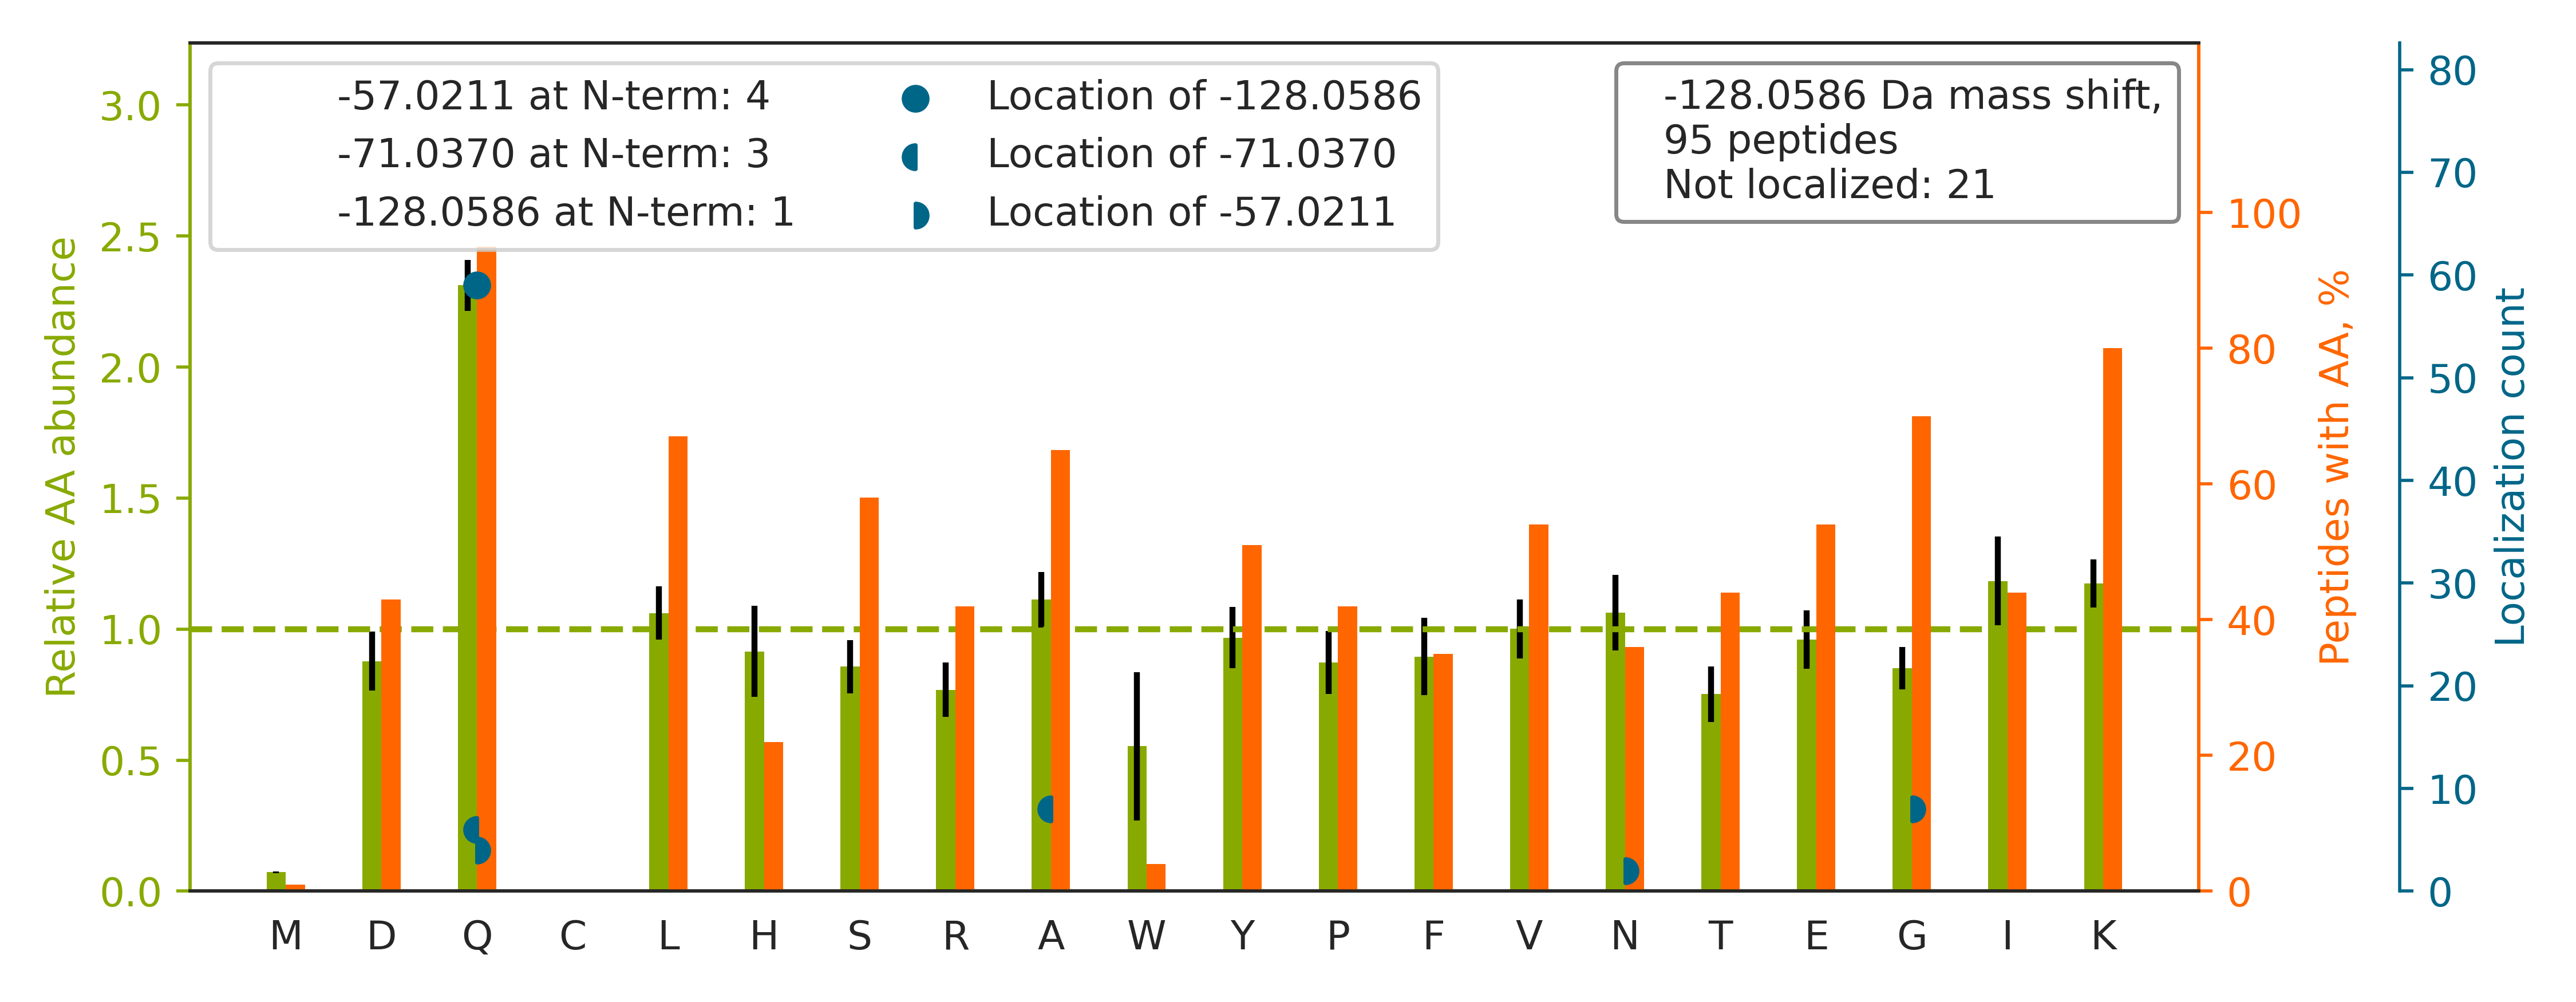 -57.0211 at N-term: 4
-71.0370 at N-term: 3
-128.0586 at N-term: 1
Location of -128.0586
Location of -71.0370
Location of -57.0211
-128.0586 Da mass shift,
95 peptides
Not localized: 21
Relative AA abundance
3.0
2.5
2.0
1.5
1.0
0.5
0.0
100
80
60
40
20
0
Peptides with AA, %
80
70
60
50
40
30
20
10
0
Localization count
M D Q C L H S R A W Y P F V N T E G I K